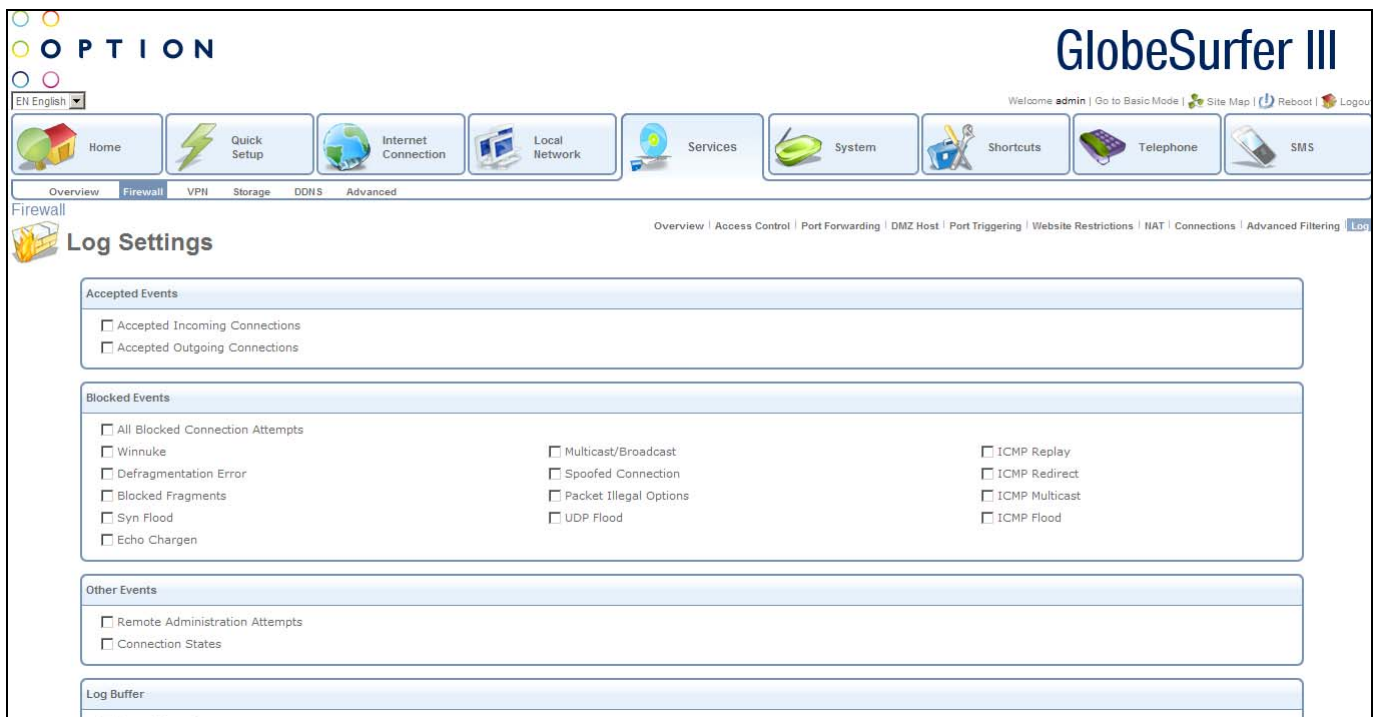 OPTION
GlobeSurfer III
EN English
Welcome admin | Go to Basic Mode | Site Map | Reboot | Logou
Home
Quick Setup
Internet Connection
Local Network
Services
System
Shortcuts
Telephone
SMS
Overview Firewall VPN Storage DDNS Advanced
Firewall
Overview | Access Control | Port Forwarding | DMZ Host | Port Triggering | Website Restrictions | NAT | Connections | Advanced Filtering | Log
Log Settings
Accepted Events
Accepted Incoming Connections
Accepted Outgoing Connections
Blocked Events
All Blocked Connection Attempts
Winnuke Multicast/Broadcast ICMP Replay
Defragmentation Error Spoofed Connection ICMP Redirect
Blocked Fragments Packet Illegal Options ICMP Multicast
Syn Flood UDP Flood ICMP Flood
Echo Chargen
Other Events
Remote Administration Attempts
Connection States
Log Buffer